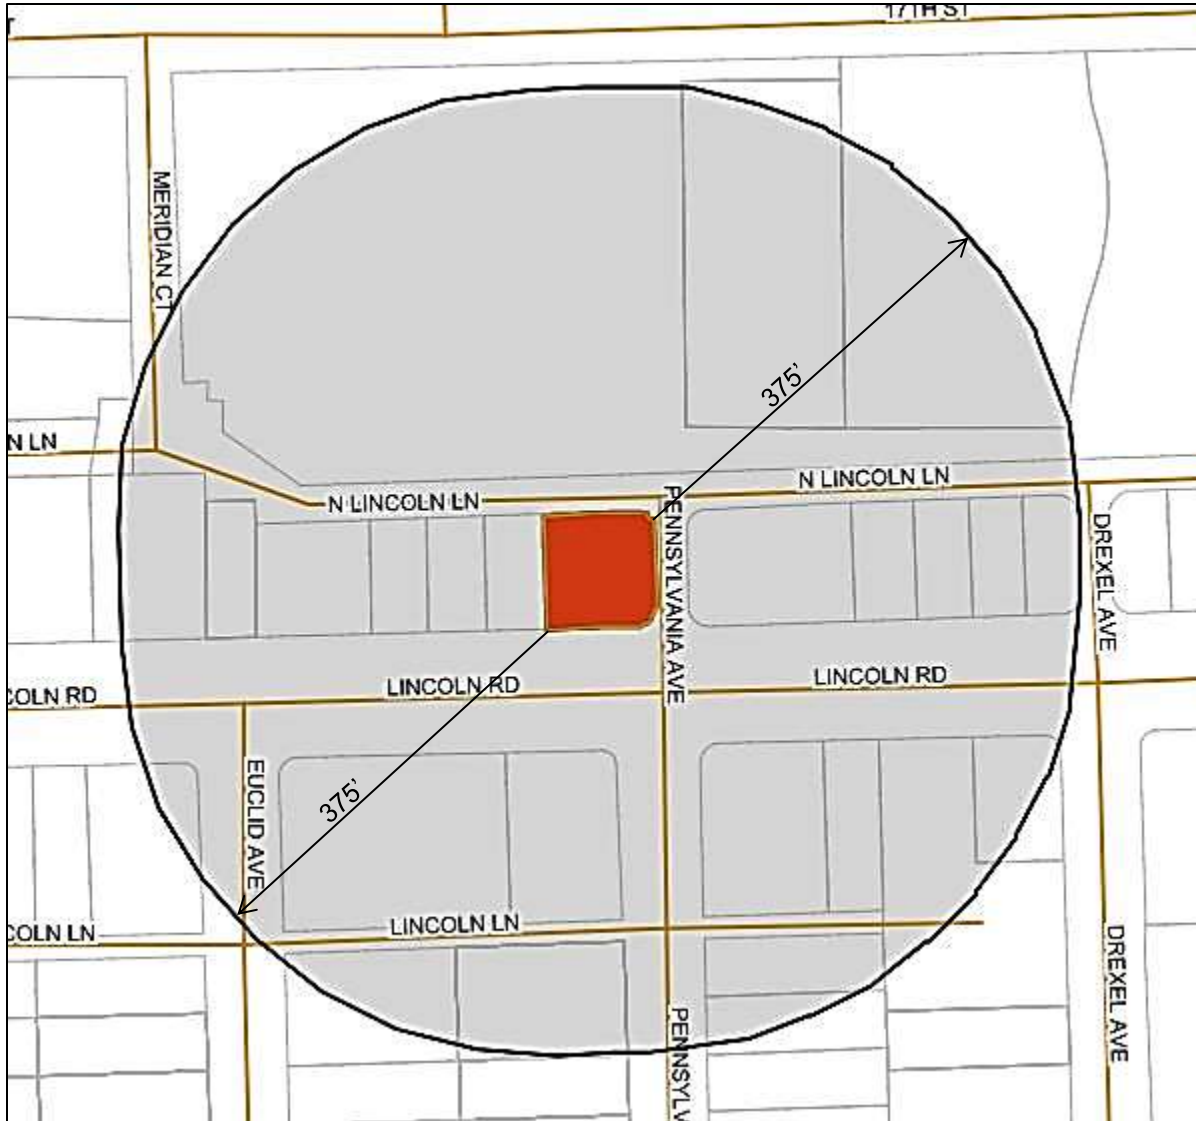 17TH ST
MERIDIAN CT
375'
N LN
N LINCOLN LN
N LINCOLN LN
PENNSYLVANIA AVE
DREXEL AVE
COLN RD
LINCOLN RD
LINCOLN RD
EUCLID AVE
375'
COLN LN
LINCOLN LN
DREXEL AVE
PENNSYLV